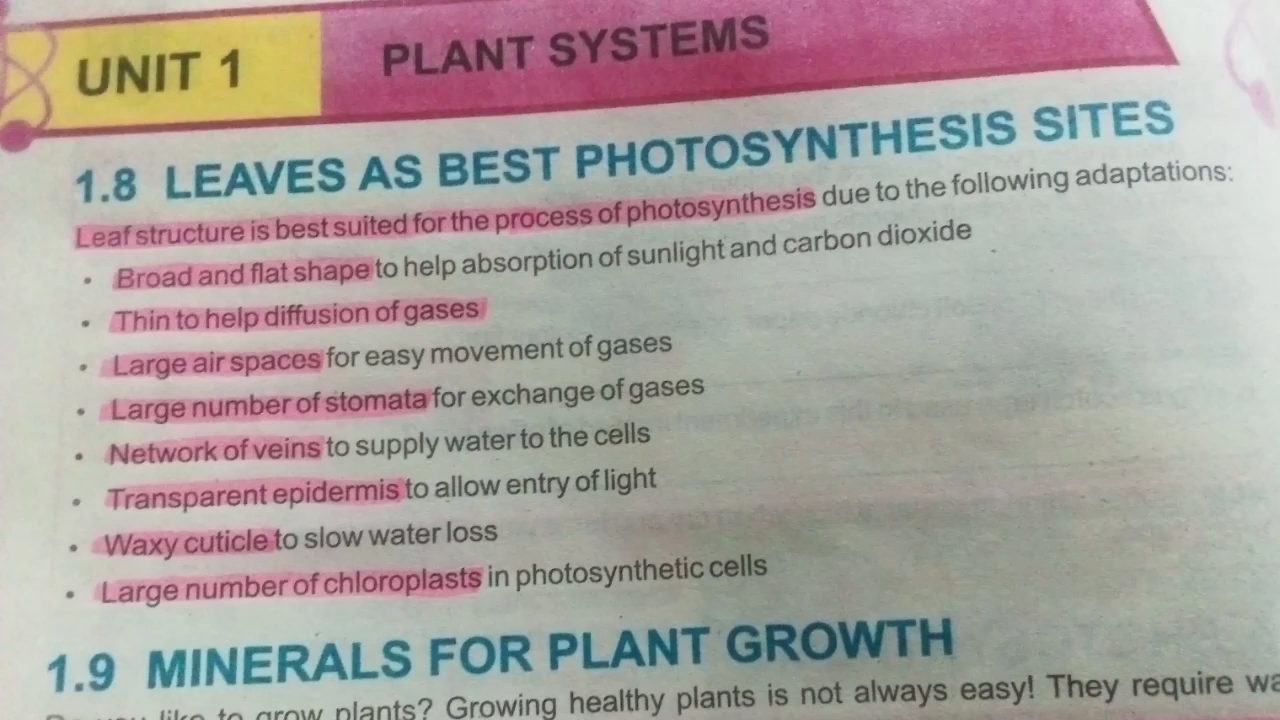 UNIT 1 PLANT SYSTEMS
1.8 LEAVES AS BEST PHOTOSYNTHESIS SITES
Leaf structure is best suited for the process of photosynthesis due to the following adaptations:
• Broad and flat shape to help absorption of sunlight and carbon dioxide
• Thin to help diffusion of gases
• Large air spaces for easy movement of gases
• Large number of stomata for exchange of gases
• Network of veins to supply water to the cells
• Transparent epidermis to allow entry of light
• Waxy cuticle to slow water loss
• Large number of chloroplasts in photosynthetic cells
1.9 MINERALS FOR PLANT GROWTH
like to grow plants? Growing healthy plants is not always easy! They require